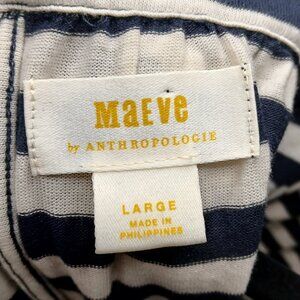 MAEVE
by ANTHROPOLOGIE
LARGE
MADE IN
PHILIPPINES